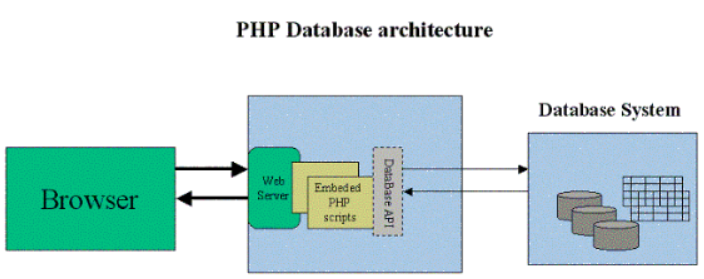 PHP Database architecture
Database System
Browser
Web
Server
Embeded
PHP
scripts
DataBase API